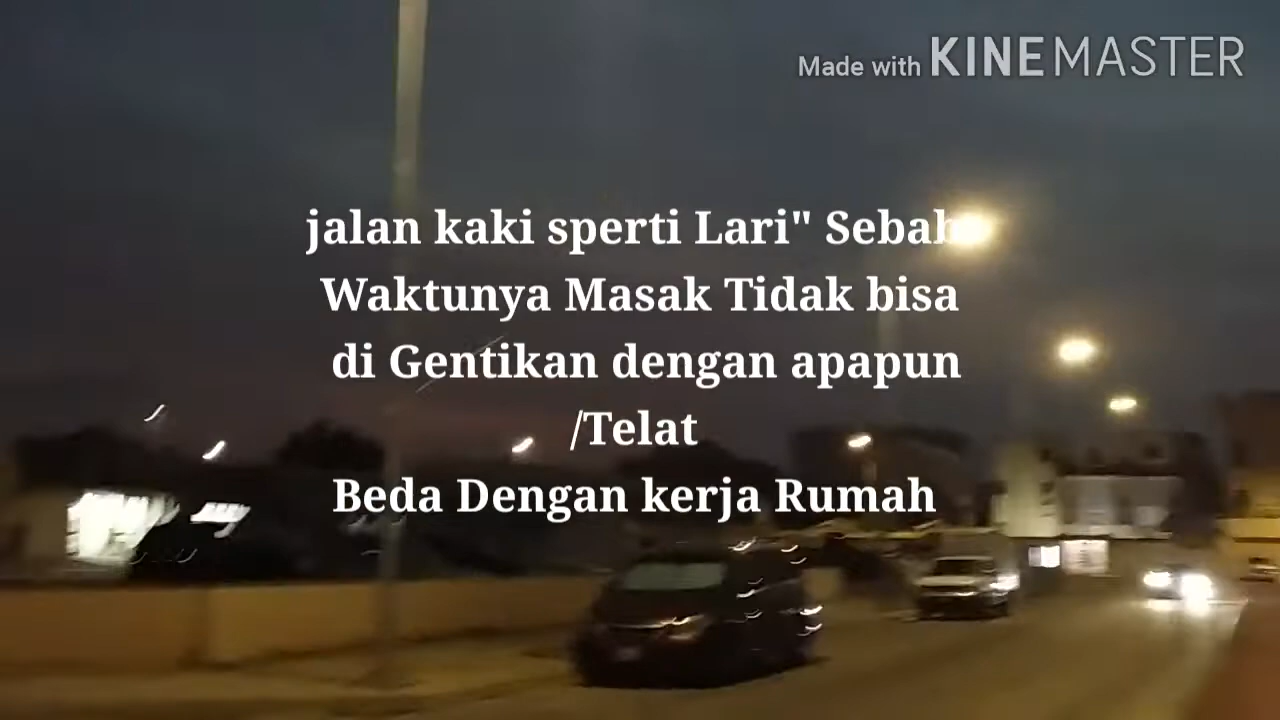 Made with KINEMASTER
jalan kaki sperti Lari" Sebab
Waktunya Masak Tidak bisa
di Gentikan dengan apapun
/Telat
Beda Dengan kerja Rumah